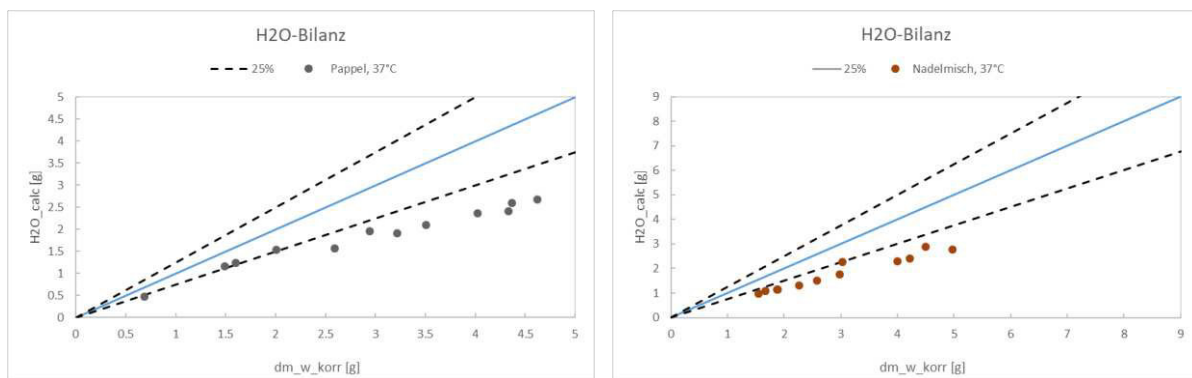 H2O-Bilanz
25% Pappel, 37°C
5
4.5
4
3.5
3
2.5
2
1.5
1
0.5
0
H2O_calc [g]
0 0.5 1 1.5 2 2.5 3 3.5 4 4.5 5
dm_w_korr [g]
H2O-Bilanz
25% Nadelmisch, 37°C
9
8
7
6
5
4
3
2
1
0
H2O_calc [g]
0 1 2 3 4 5 6 7 8 9
dm_w_korr [g]